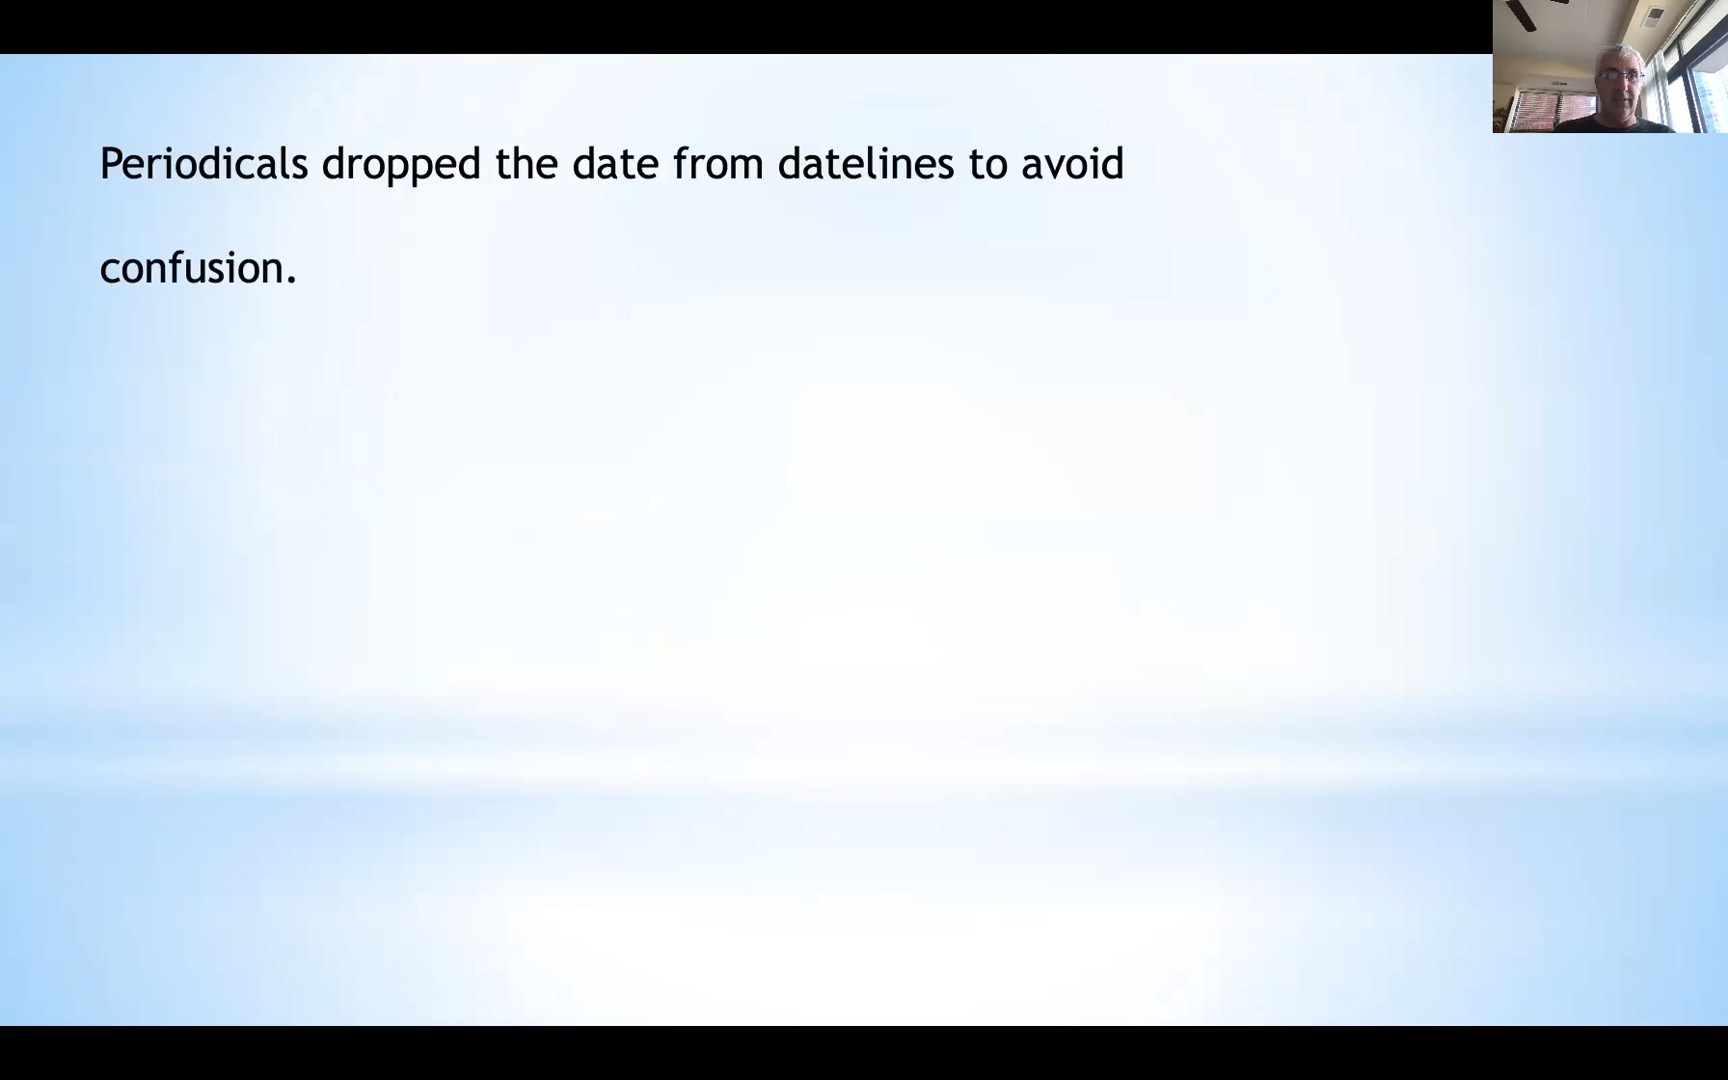 Periodicals dropped the date from datelines to avoid
confusion.